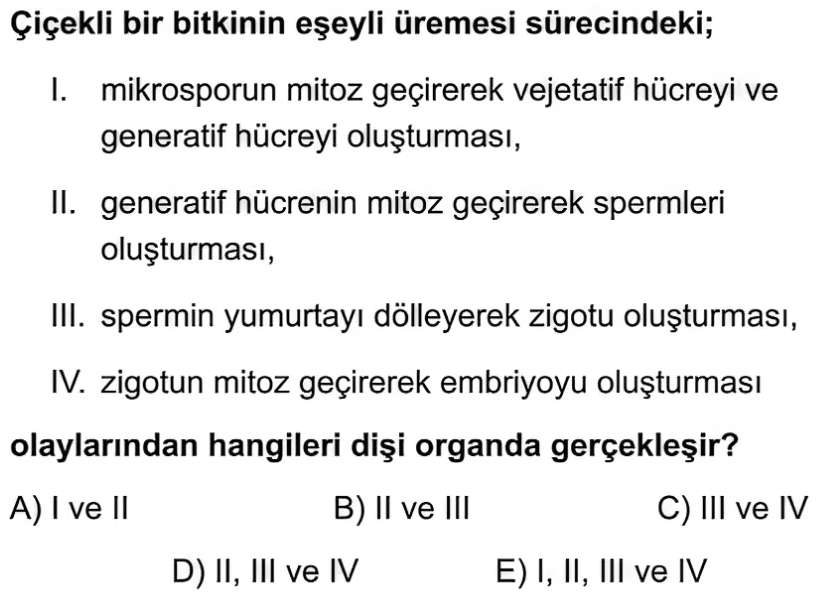 Çiçekli bir bitkinin eşeyli üremesi sürecindeki;
I. mikrosporun mitoz geçirerek vejetatif hücreyi ve
generatif hücreyi oluşturması,
II. generatif hücrenin mitoz geçirerek spermleri
oluşturması,
III. spermin yumurtayı dölleyerek zigotu oluşturması,
IV. zigotun mitoz geçirerek embriyoyu oluşturması
olaylarından hangileri dişi organda gerçekleşir?
A) I ve II B) II ve III C) III ve IV
D) II, III ve IV E) I, II, III ve IV